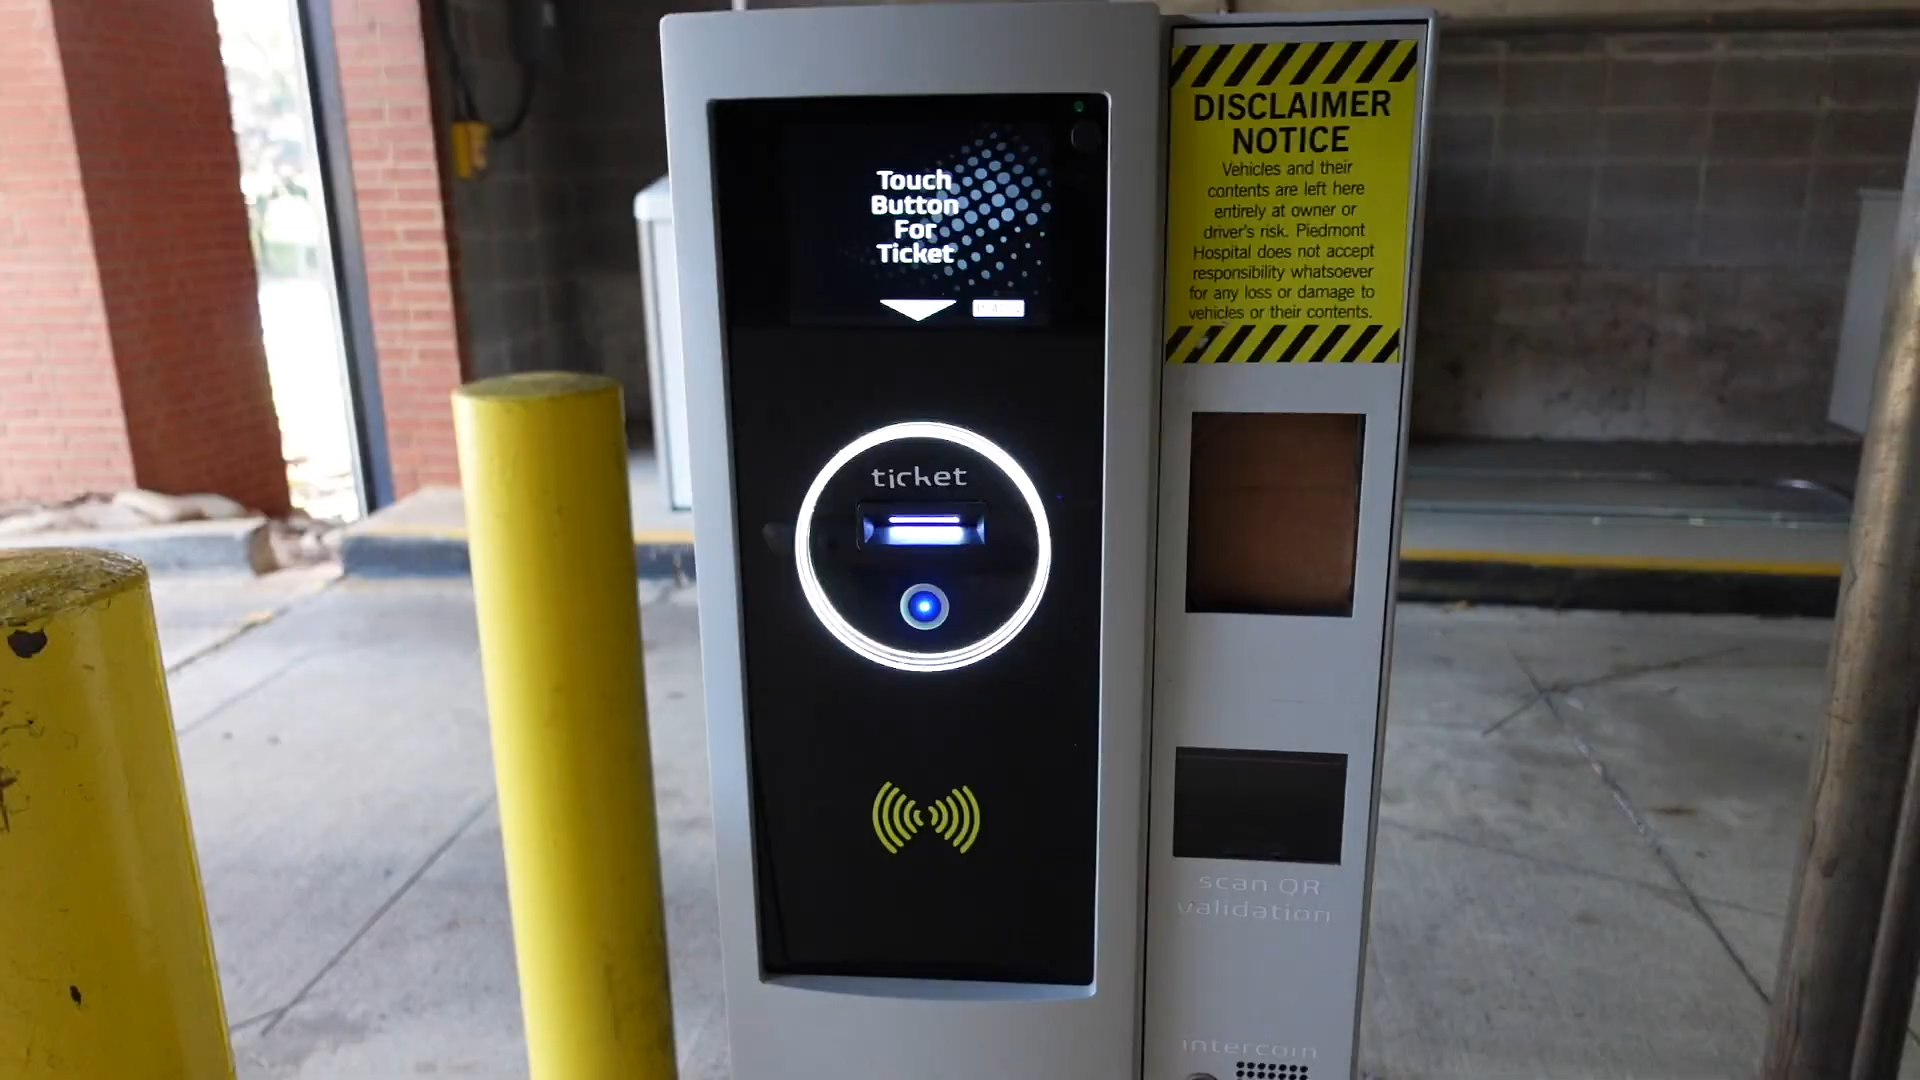 Touch
Button
For
Ticket
ticket
DISCLAIMER
NOTICE
Vehicles and their
contents are left here
entirely at owner or
driver's risk. Piedmont
Hospital does not accept
responsibility whatsoever
for any loss or damage to
vehicles or their contents.
scan QR
validation
intercom